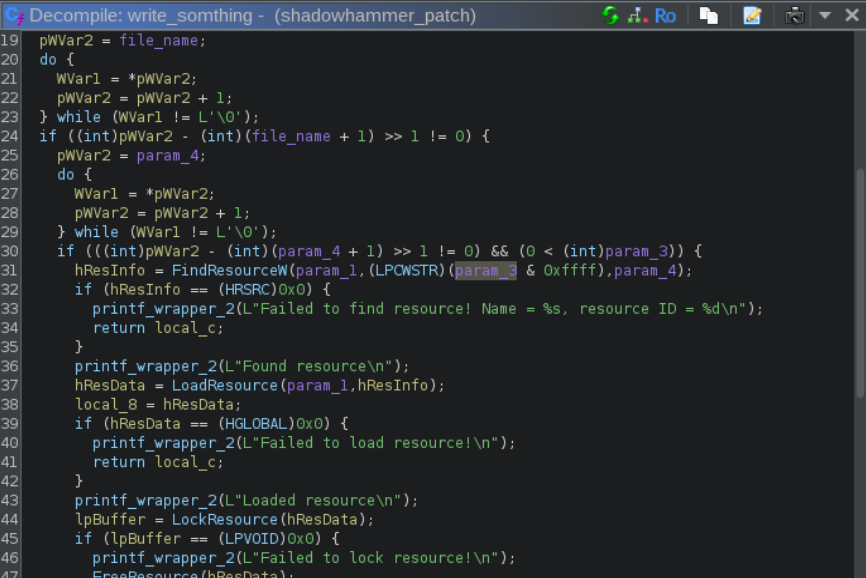 Decompile: write_somthing - (shadowhammer_patch)
Ro
19 pWVar2 = file_name;
20 do {
21 WVar1 = *pWVar2;
22 pWVar2 = pWVar2 + 1;
23 } while (WVar1 != L'\0');
24 if ((int)pWVar2 - (int)(file_name + 1) >> 1 != 0) {
25 pWVar2 = param_4;
26 do {
27 WVar1 = *pWVar2;
28 pWVar2 = pWVar2 + 1;
29 } while (WVar1 != L'\0');
30 if (((int)pWVar2 - (int)(param_4 + 1) >> 1 != 0) && (0 < (int)param_3)) {
31 hResInfo = FindResourceW(param_1,(LPCWSTR)(param_3 & 0xffff),param_4);
32 if (hResInfo == (HRSRC)0x0) {
33 printf_wrapper_2(L"Failed to find resource! Name = %s, resource ID = %d\n");
34 return local_c;
35 }
36 printf_wrapper_2(L"Found resource\n");
37 hResData = LoadResource(param_1,hResInfo);
38 local_8 = hResData;
39 if (hResData == (HGLOBAL)0x0) {
40 printf_wrapper_2(L"Failed to load resource!\n");
41 return local_c;
42 }
43 printf_wrapper_2(L"Loaded resource\n");
44 lpBuffer = LockResource(hResData);
45 if (lpBuffer == (LPVOID)0x0) {
46 printf_wrapper_2(L"Failed to lock resource!\n");
47 FreeResource(hResData);